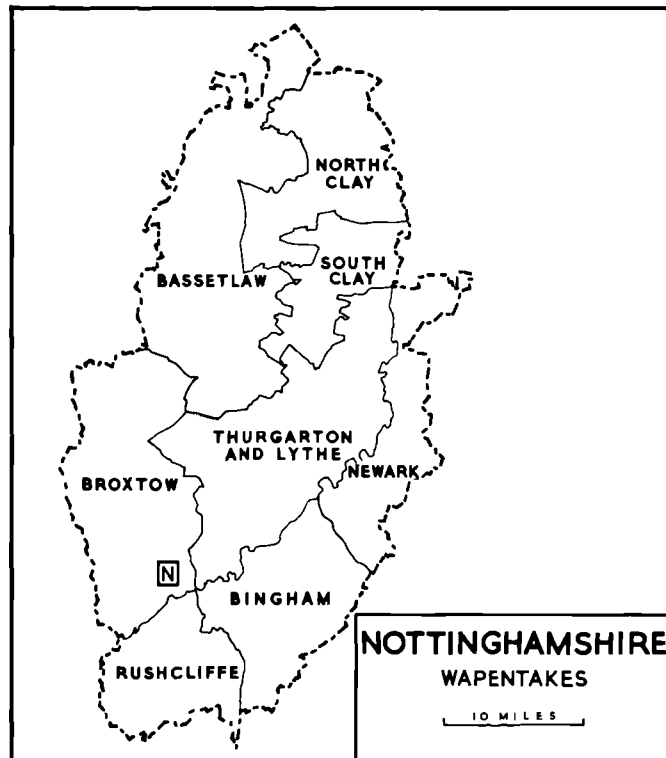 NORTH
CLAY
SOUTH
CLAY
BASSETLAW
THURGARTON
AND LYTHE
NEWARK
BROXTOW
N
BINGHAM
RUSHCLIFFE
NOTTINGHAMSHIRE
WAPENTAKES
10 MILES